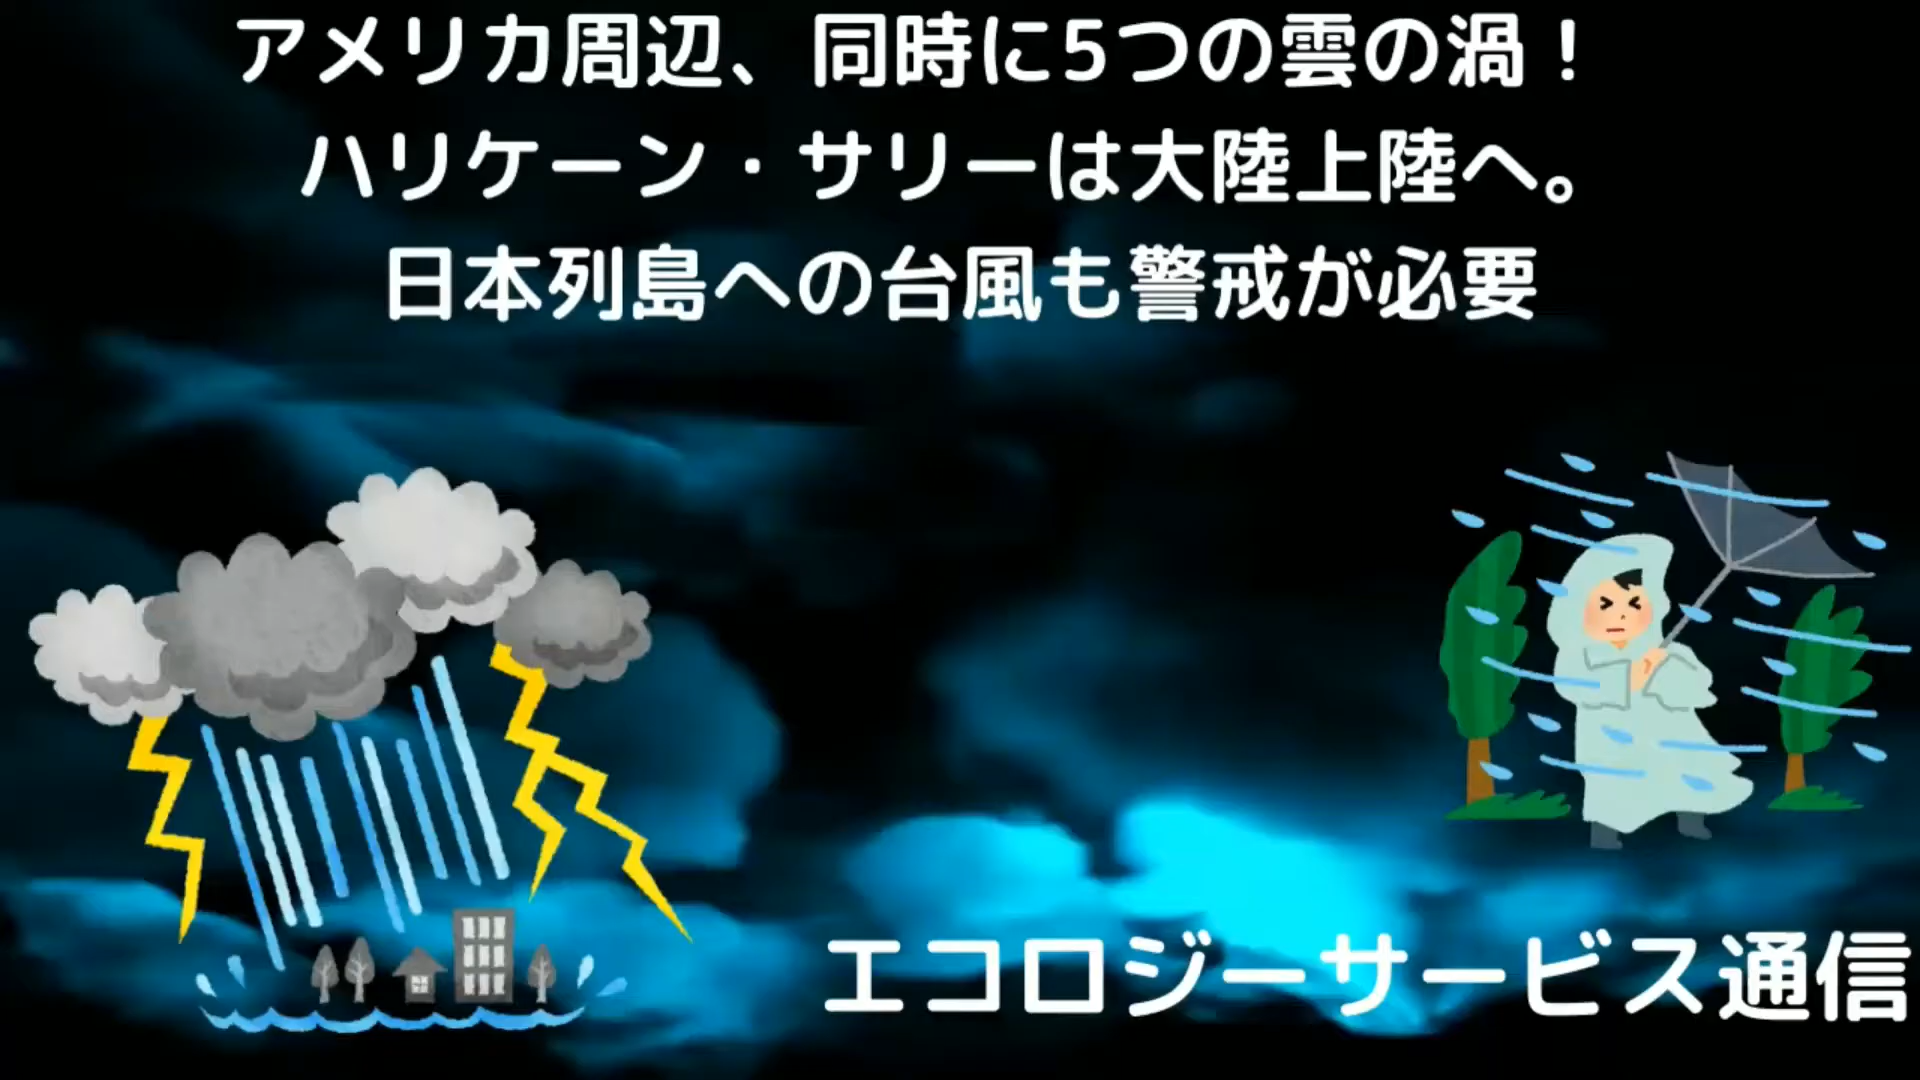 アメリカ周辺、同時に5つの雲の渦！
ハリケーン・サリーは大陸上陸へ。
日本列島への台風も警戒が必要
エコロジーサービス通信